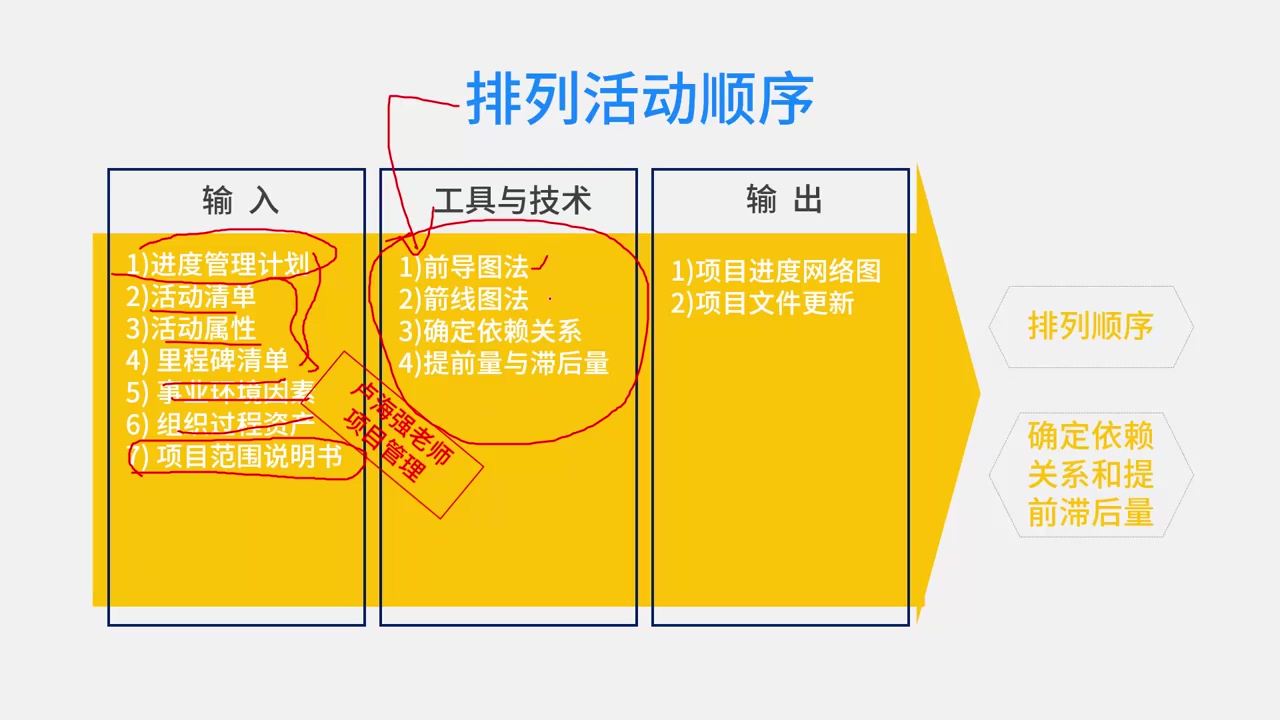 排列活动顺序
输 入
1)进度管理计划
2)活动清单
3)活动属性
4) 里程碑清单
5) 事业环境因素
6) 组织过程资产
7) 项目范围说明书
工具与技术
1)前导图法
2)箭线图法
3)确定依赖关系
4)提前量与滞后量
卢海强老师
项目管理
输 出
1)项目进度网络图
2)项目文件更新
排列顺序
确定依赖
关系和提
前滞后量